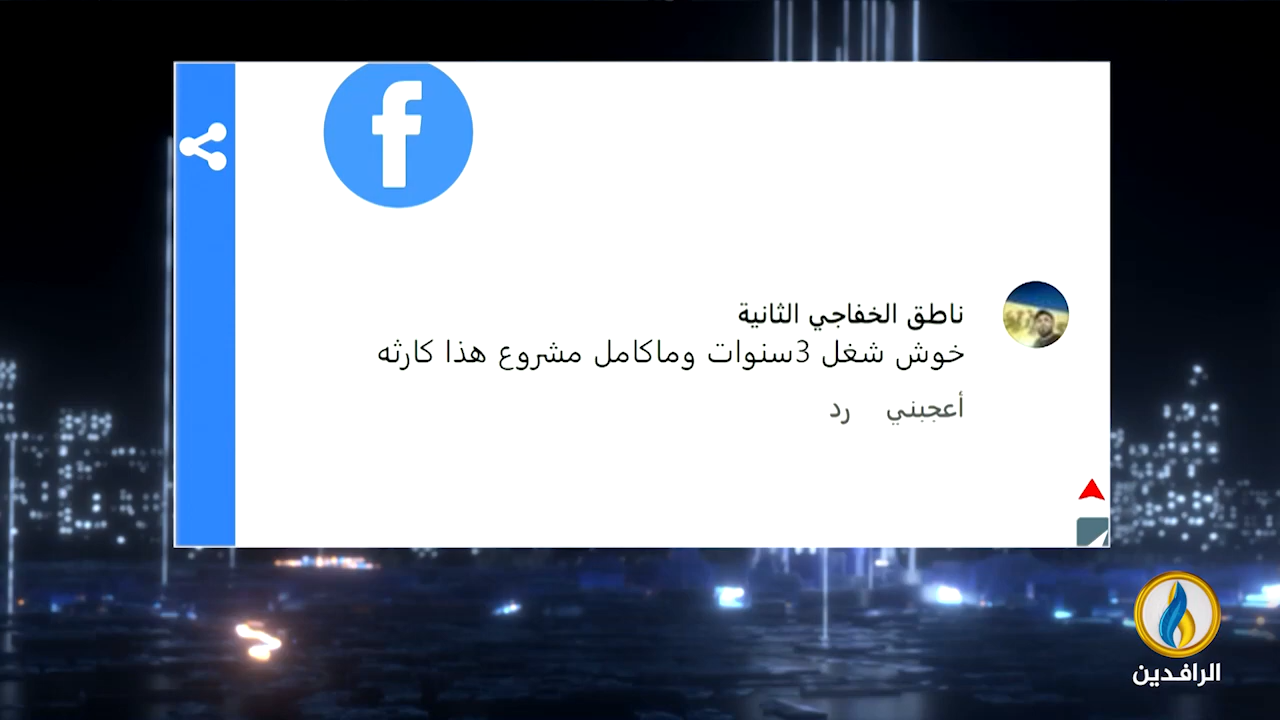 ناطق الخفاجي الثانية
خوش شغل 3سنوات وماكامل مشروع هذا كارثه
أعجبني رد
الرافدين